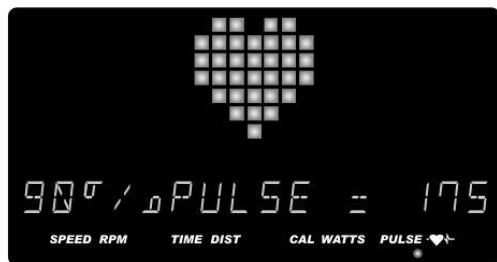 90% PULSE = 175
SPEED RPM TIME DIST CAL WATTS PULSE